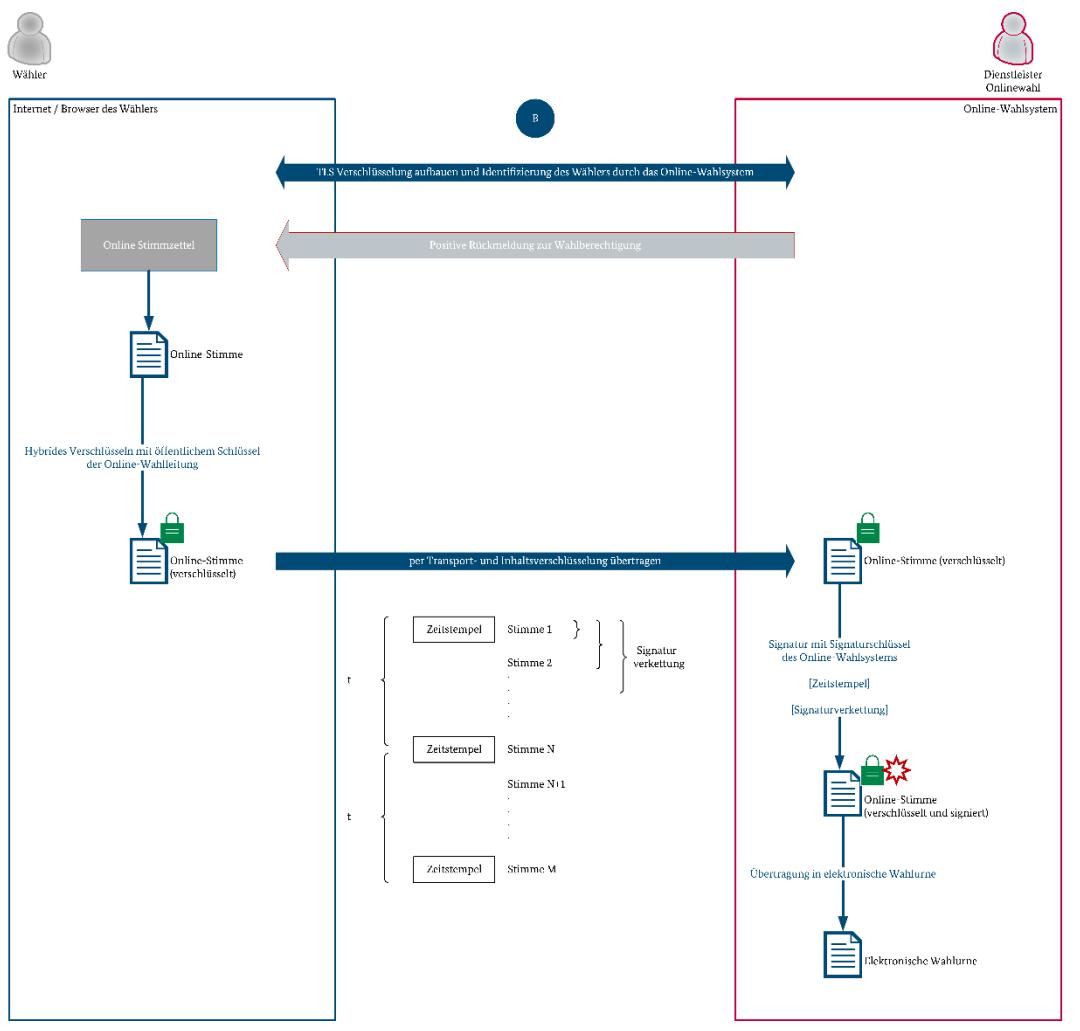 Wähler
Dienstleister
Onlinewahl
Internet / Browser des Wählers
Online-Wahlsystem
B
TLS Verschlüsselung aufbauen und Identifizierung des Wählers durch das Online-Wahlsystem
Online Stimmzettel
Positive Rückmeldung zur Wahlberechtigung
Online-Stimme
Hybrides Verschlüsseln mit öffentlichem Schlüssel
der Online-Wahlleitung
Online-Stimme
(verschlüsselt)
per Transport- und Inhaltsverschlüsselung übertragen
Online-Stimme (verschlüsselt)
Zeitstempel Stimme 1
Stimme 2
Signatur
verkettung
t
Zeitstempel Stimme N
Stimme N+1
t
Zeitstempel Stimme M
Signatur mit Signaturschlüssel
des Online-Wahlsystems
[Zeitstempel]
[Signaturverkettung]
Online-Stimme
(verschlüsselt und signiert)
Übertragung in elektronische Wahlurne
Elektronische Wahlurne